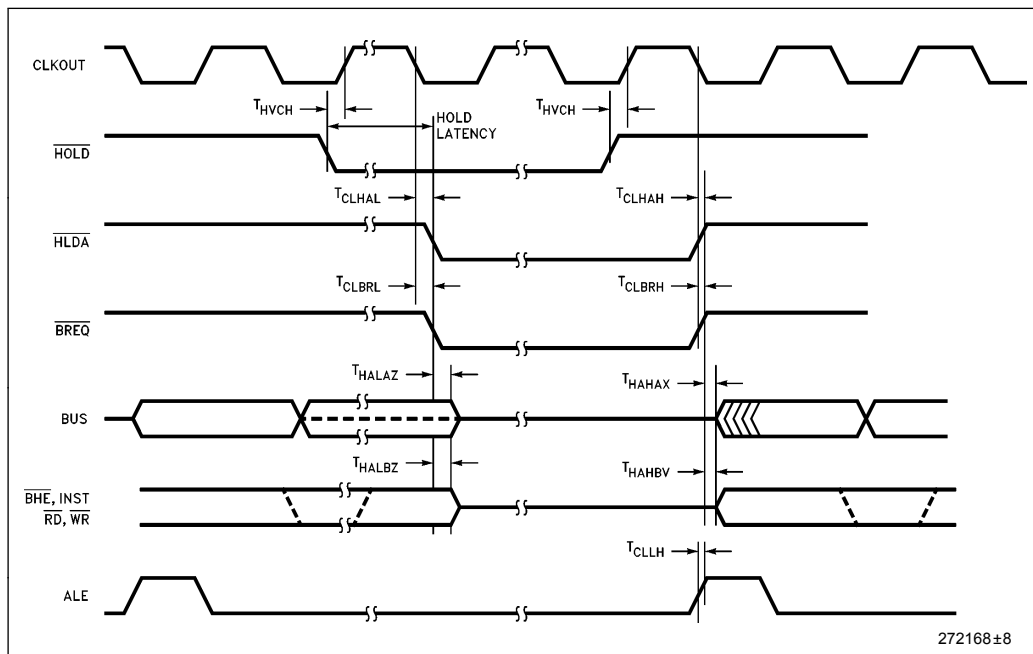 CLKOUT
THVCH
HOLD
LATENCY
THVCH
HOLD
TCLHAL
TCLHAH
HLDA
TCLBRL
TCLBRH
BREQ
THALAZ
THAHAX
BUS
THALBZ
THAHBV
BHE, INST
RD, WR
TCLLH
ALE
272168±8